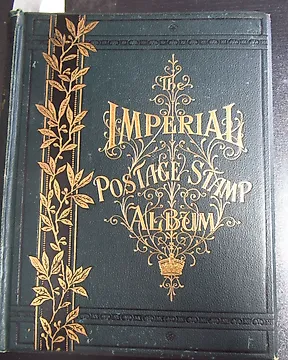 The
IMPERIAL
POSTAGE-STAMP
ALBUM